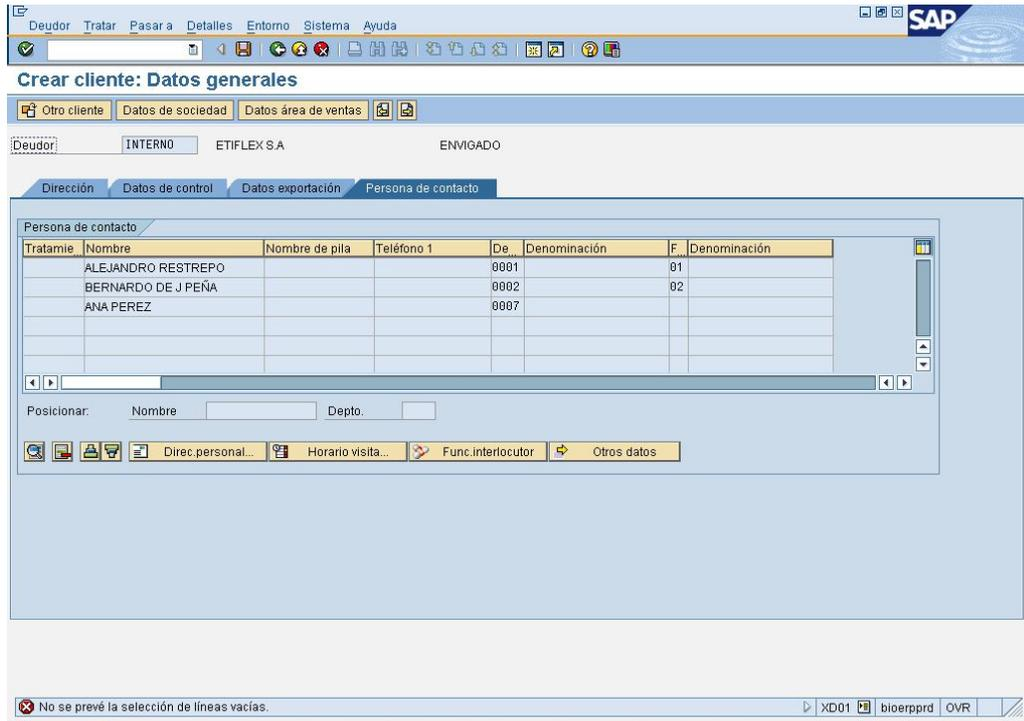 Deudor Tratar Pasar a Detalles Entorno Sistema Ayuda
SAP
Crear cliente: Datos generales
Otro cliente Datos de sociedad Datos área de ventas
Deudor INTERNO ETIFLEX S.A ENVIGADO
Dirección Datos de control Datos exportación Persona de contacto
Persona de contacto
Tratamie... Nombre Nombre de pila Teléfono 1 De... Denominación F... Denominación
ALEJANDRO RESTREPO 0001 01
BERNARDO DE J PEÑA 0002 02
ANA PEREZ 0007
Posicionar: Nombre Depto.
Direc.personal... Horario visita... Func.interlocutor Otros datos
No se prevé la selección de líneas vacías. XD01 bioerpprd OVR